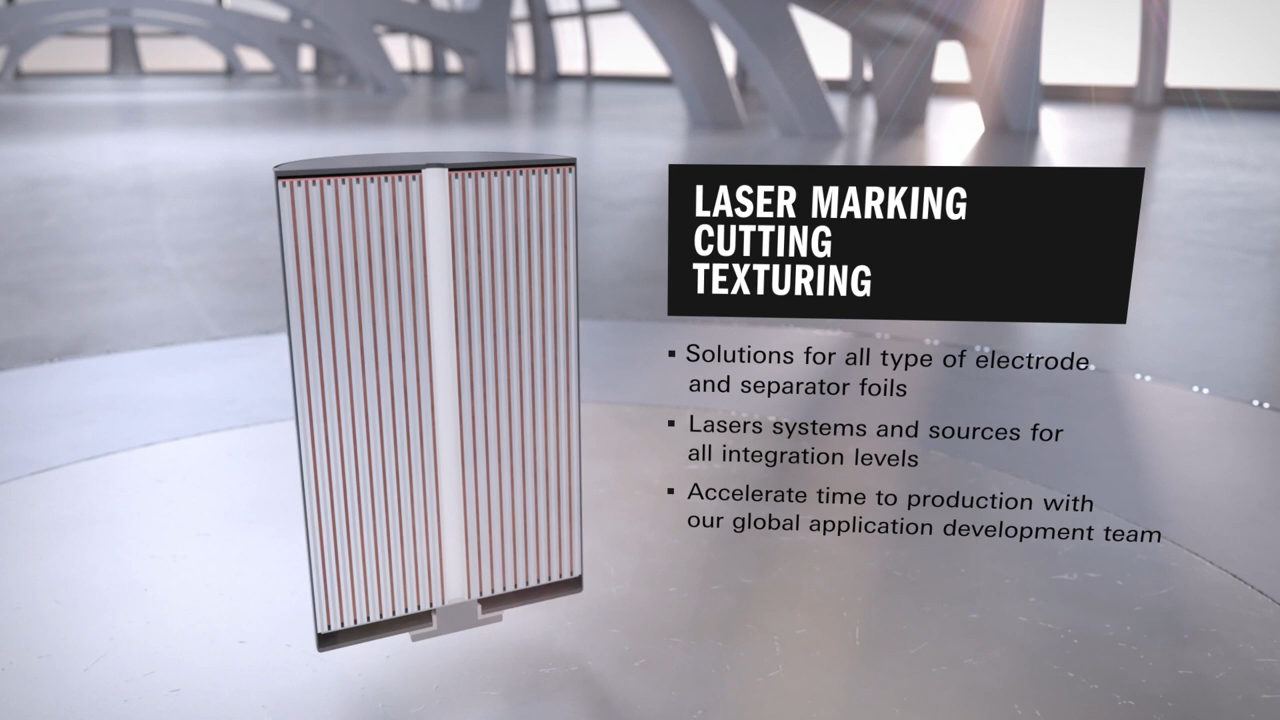 LASER MARKING
CUTTING
TEXTURING
▪ Solutions for all type of electrode
and separator foils
▪ Lasers systems and sources for
all integration levels
▪ Accelerate time to production with
our global application development team